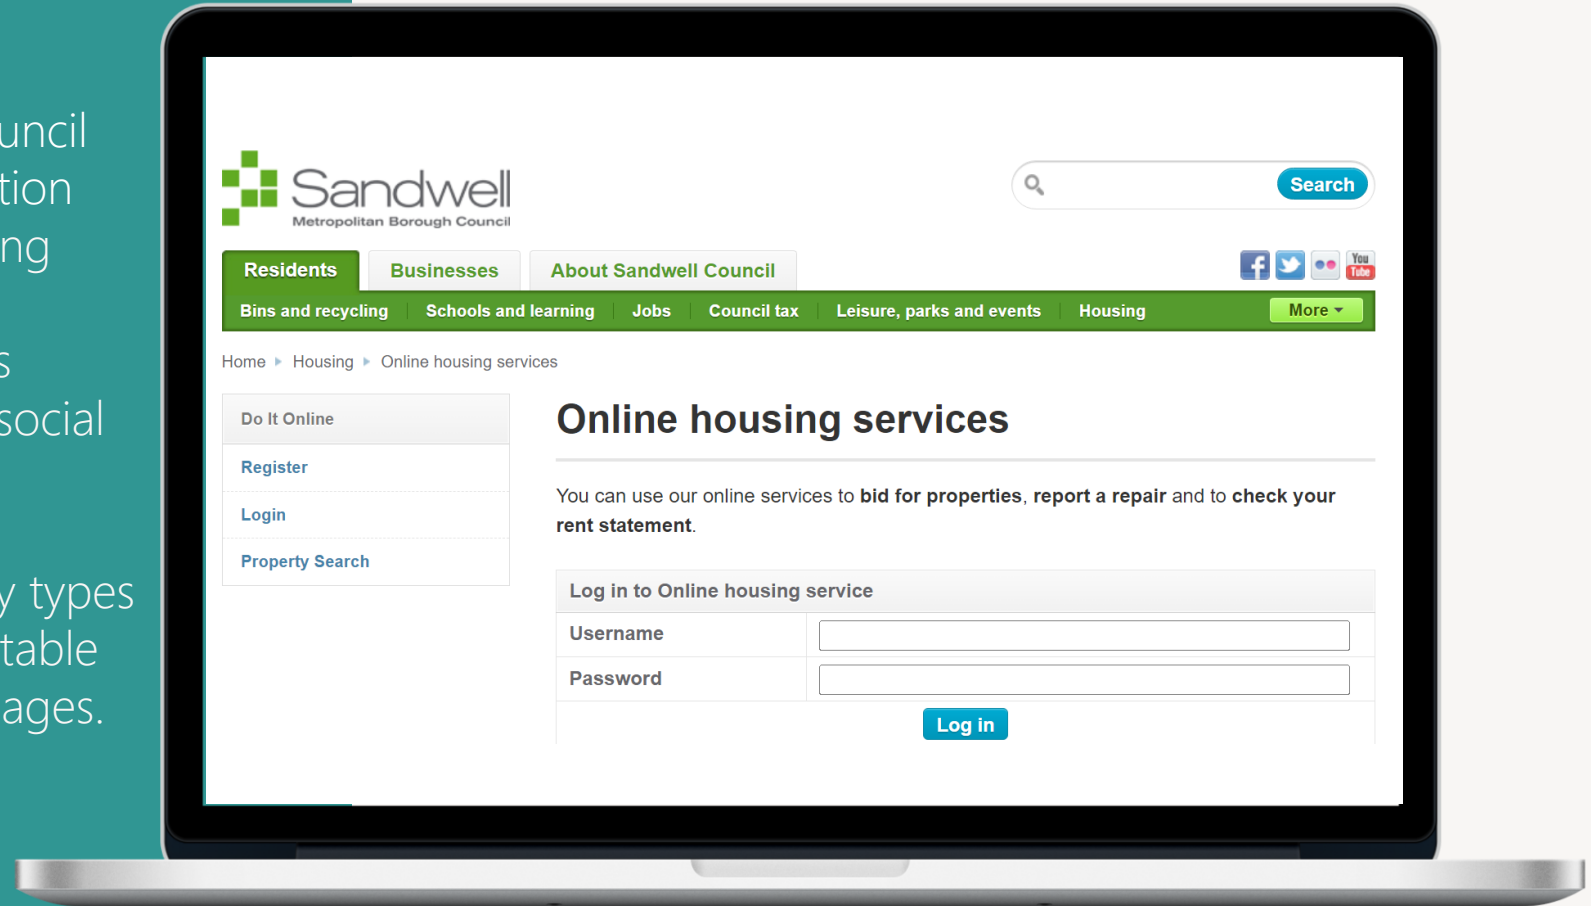 uncil
tion
ng
s
social
y types
table
ages.
Sandwell
Metropolitan Borough Council
Search
Residents
Businesses
About Sandwell Council
You
Tube
Bins and recycling
Schools and learning
Jobs
Council tax
Leisure, parks and events
Housing
More
Home
Housing
Online housing services
Do It Online
Register
Login
Property Search
Online housing services
You can use our online services to bid for properties, report a repair and to check your
rent statement.
Log in to Online housing service
Username
Password
Log in